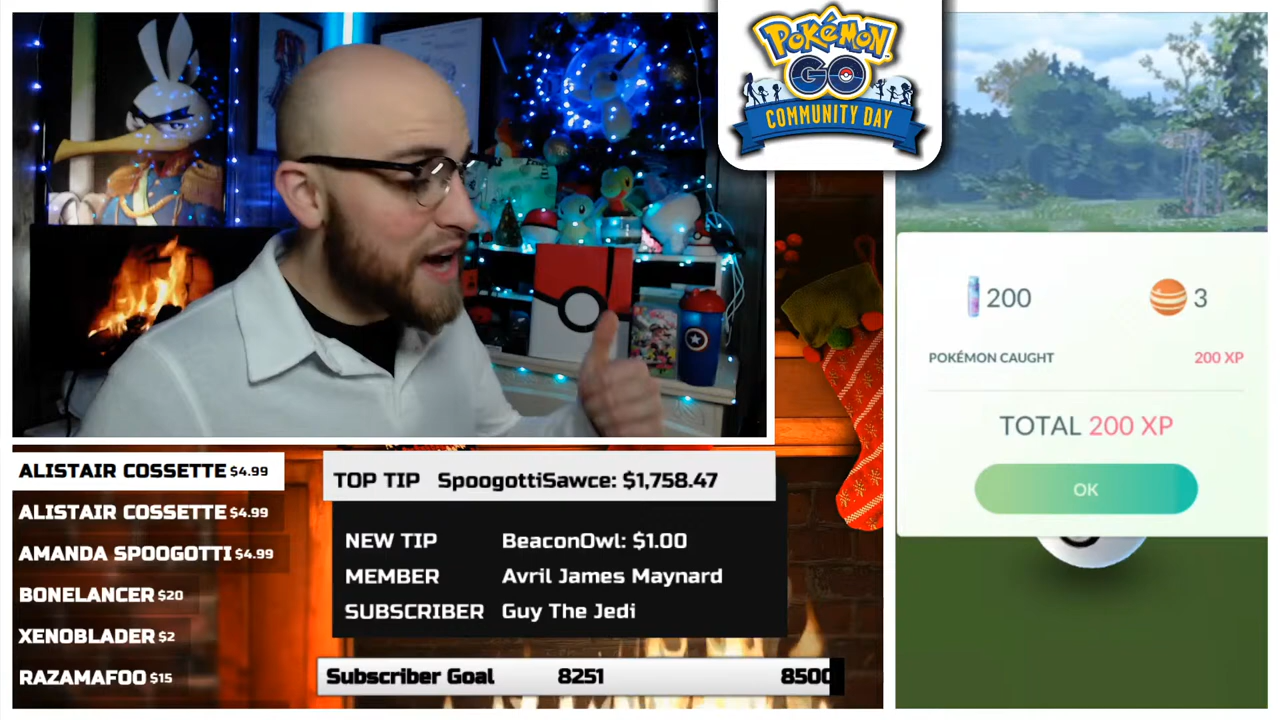 POKÉMON
GO
COMMUNITY DAY
200
3
POKÉMON CAUGHT 200 XP
TOTAL 200 XP
OK
ALISTAIR COSSETTE $4.99
ALISTAIR COSSETTE $4.99
AMANDA SPOOGOTTI $4.99
BONELANCER $20
XENOBLADER $2
RAZAMAFOO $15
TOP TIP SpoogottiSawce: $1,758.47
NEW TIP BeaconOwl: $1.00
MEMBER Avril James Maynard
SUBSCRIBER Guy The Jedi
Subscriber Goal 8251 8500